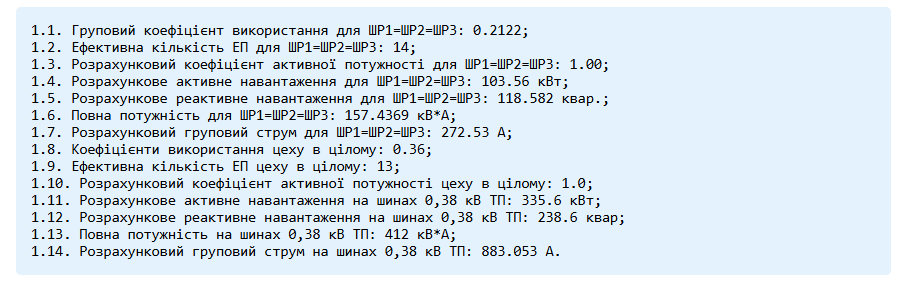 1.1. Груповий коефіцієнт використання для ШР1=ШР2=ШР3: 0.2122;
1.2. Ефективна кількість ЕП для ШР1=ШР2=ШР3: 14;
1.3. Розрахунковий коефіцієнт активної потужності для ШР1=ШР2=ШР3: 1.00;
1.4. Розрахункове активне навантаження для ШР1=ШР2=ШР3: 103.56 кВт;
1.5. Розрахункове реактивне навантаження для ШР1=ШР2=ШР3: 118.582 квар.;
1.6. Повна потужність для ШР1=ШР2=ШР3: 157.4369 кВ*А;
1.7. Розрахунковий груповий струм для ШР1=ШР2=ШР3: 272.53 А;
1.8. Коефіцієнти використання цеху в цілому: 0.36;
1.9. Ефективна кількість ЕП цеху в цілому: 13;
1.10. Розрахунковий коефіцієнт активної потужності цеху в цілому: 1.0;
1.11. Розрахункове активне навантаження на шинах 0,38 кВ ТП: 335.6 кВт;
1.12. Розрахункове реактивне навантаження на шинах 0,38 кВ ТП: 238.6 квар;
1.13. Повна потужність на шинах 0,38 кВ ТП: 412 кВ*А;
1.14. Розрахунковий груповий струм на шинах 0,38 кВ ТП: 883.053 А.